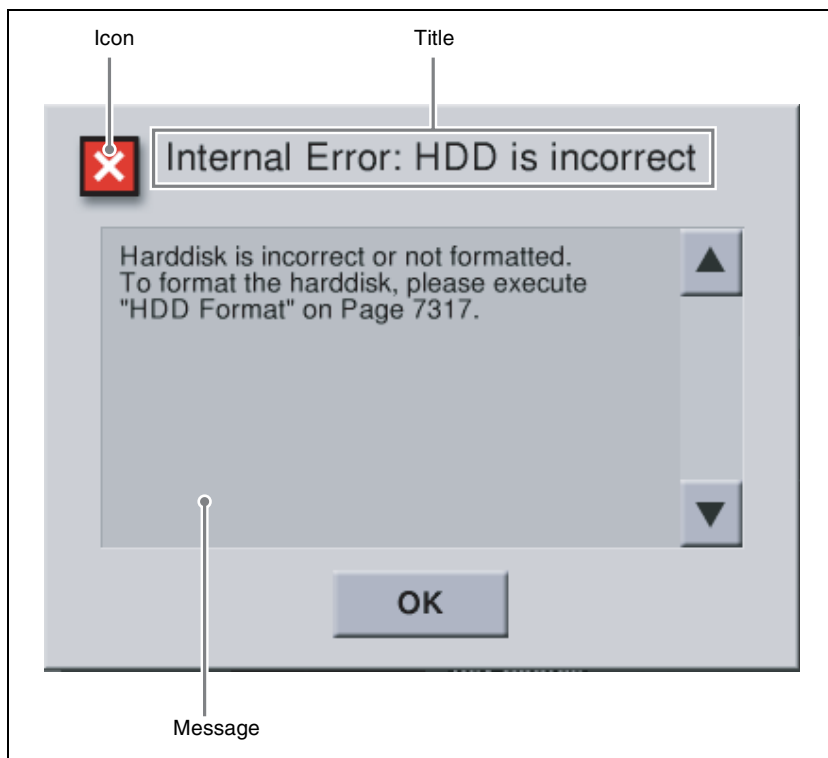 Icon
Title
Internal Error: HDD is incorrect
Harddisk is incorrect or not formatted.
To format the harddisk, please execute
"HDD Format" on Page 7317.
OK
Message